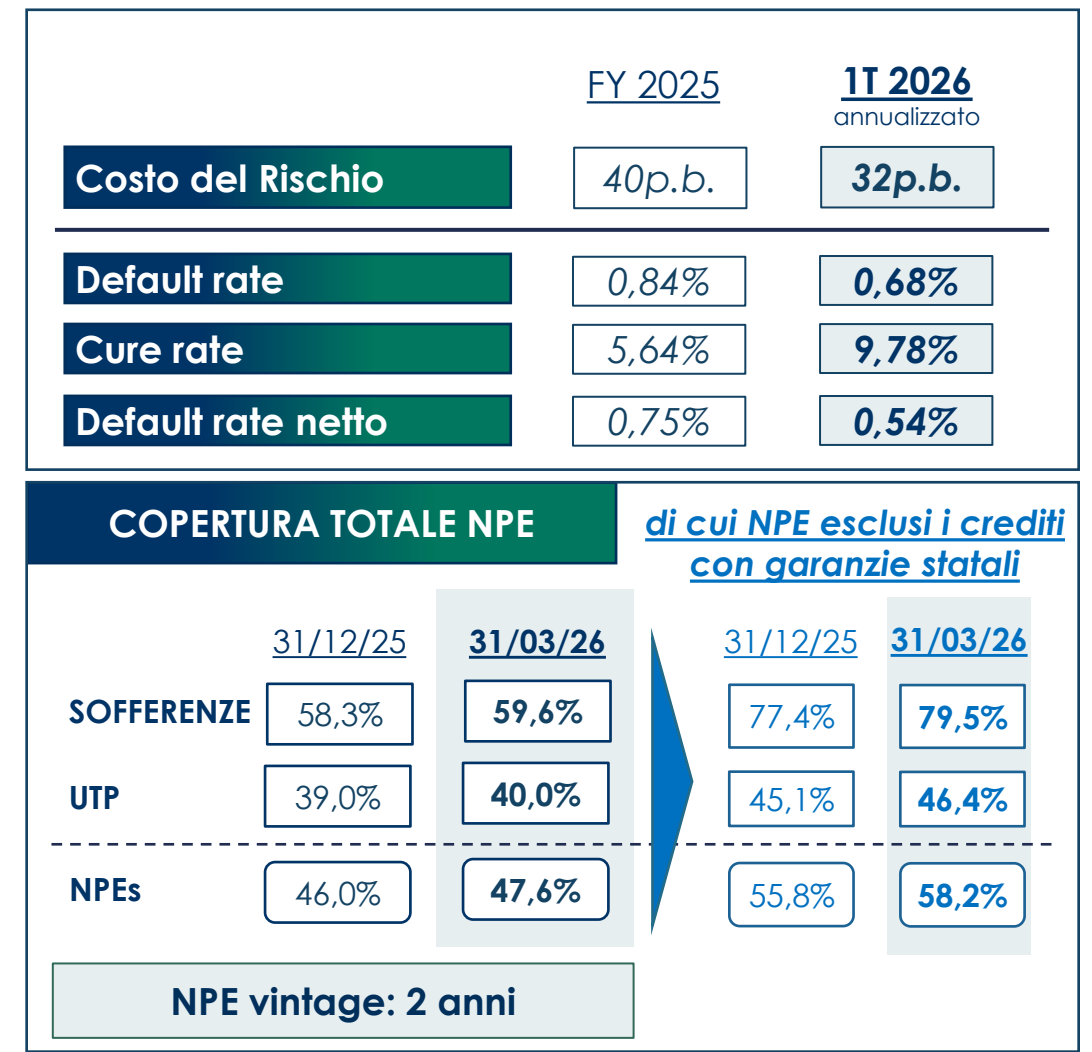 FY 2025 1T 2026
annualizzato
Costo del Rischio 40p.b. 32p.b.
Default rate 0,84% 0,68%
Cure rate 5,64% 9,78%
Default rate netto 0,75% 0,54%
COPERTURA TOTALE NPE
di cui NPE esclusi i crediti
con garanzie statali
31/12/25 31/03/26 31/12/25 31/03/26
SOFFERENZE 58,3% 59,6% 77,4% 79,5%
UTP 39,0% 40,0% 45,1% 46,4%
NPEs 46,0% 47,6% 55,8% 58,2%
NPE vintage: 2 anni